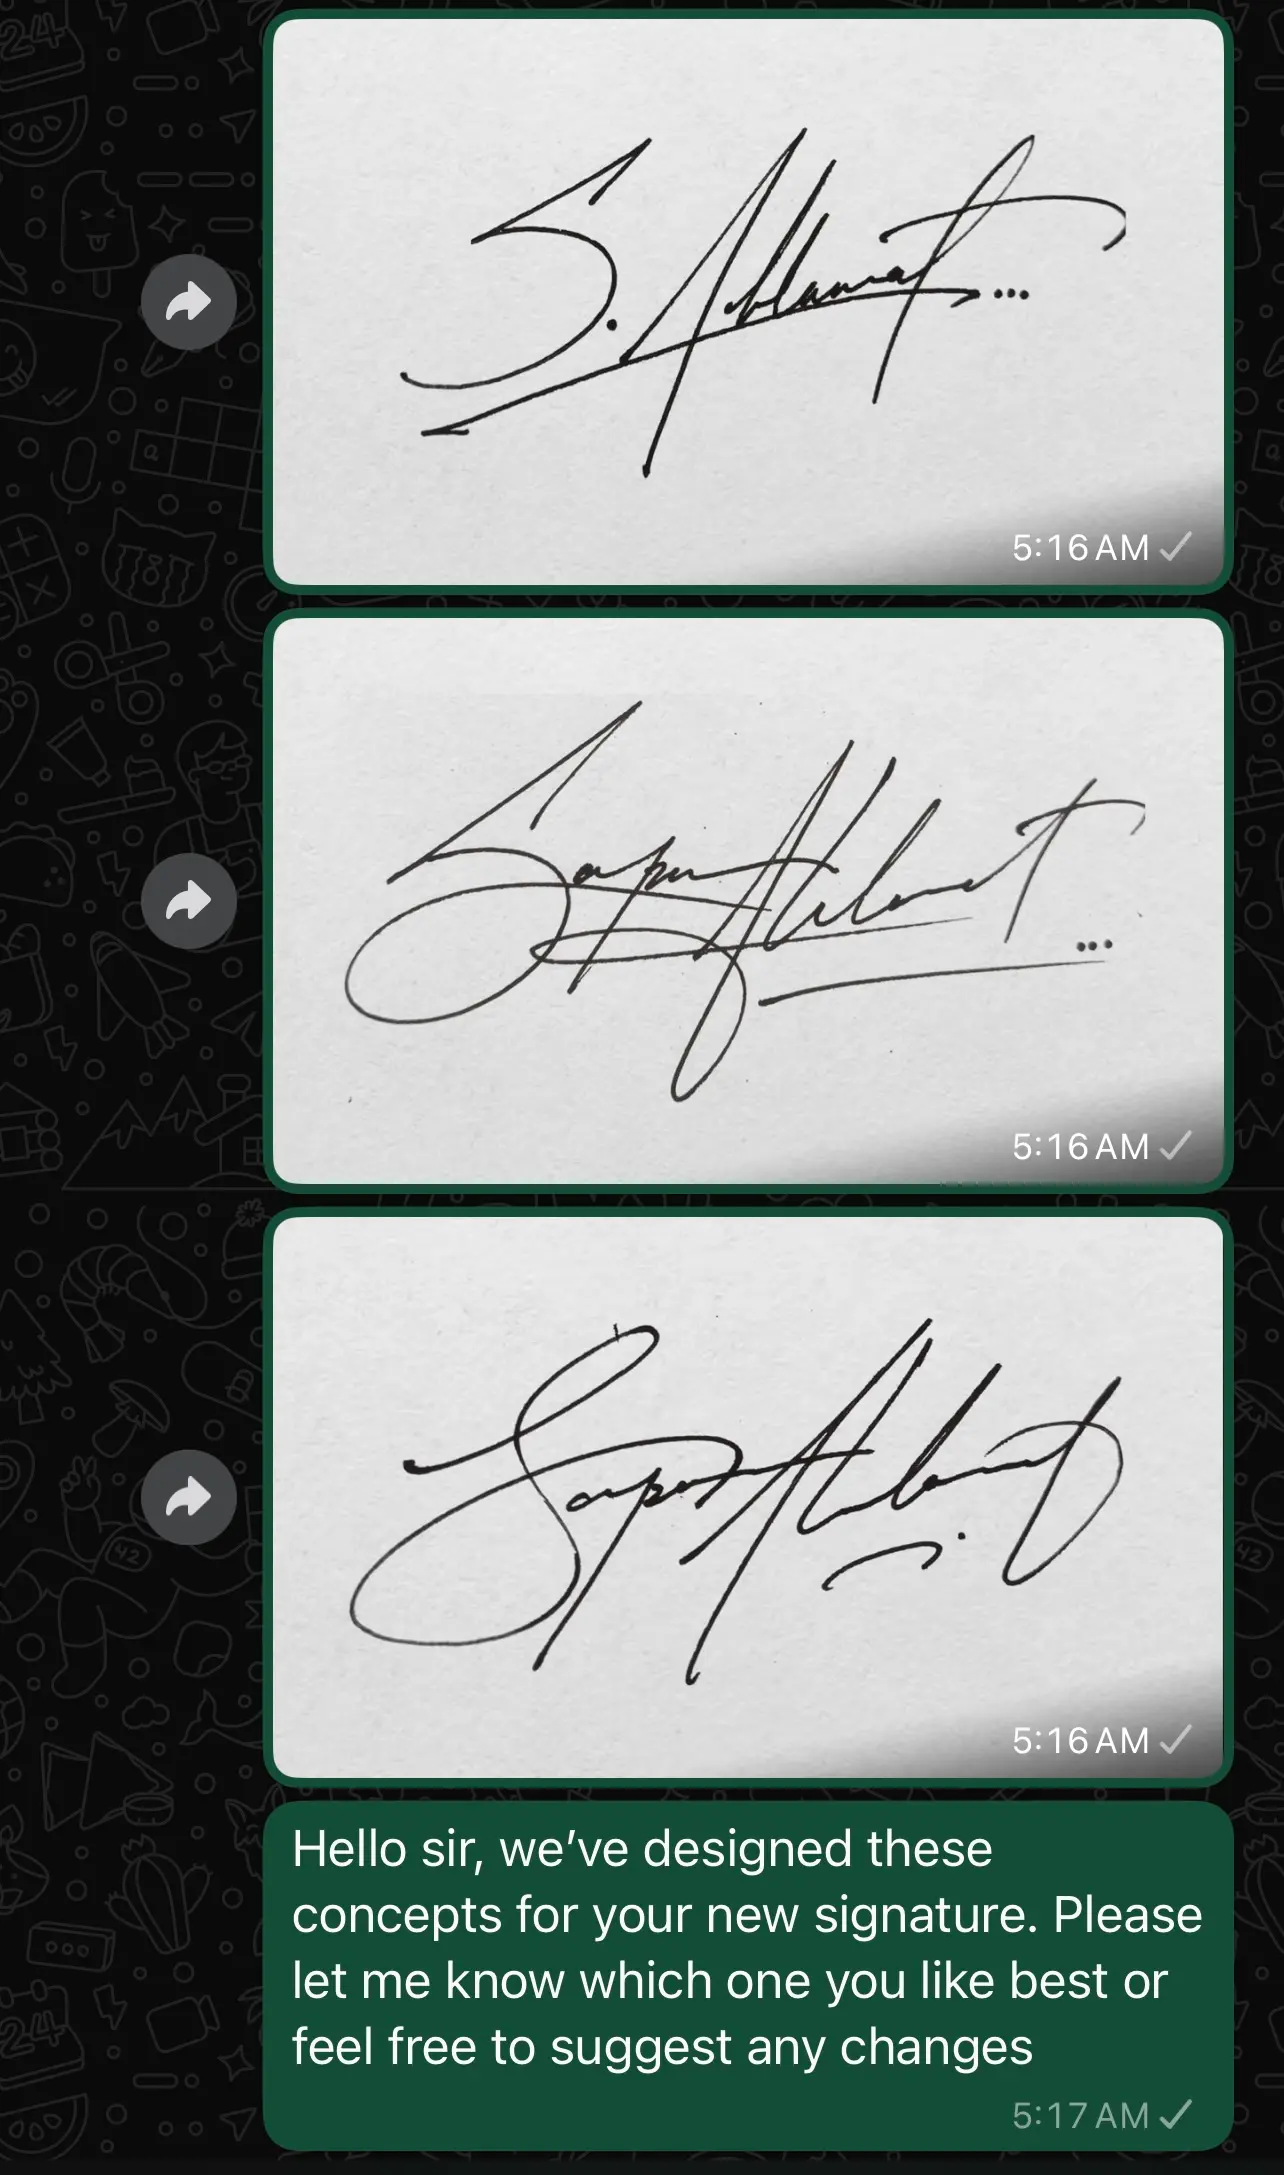 S.
5:16 AM
5:16 AM
5:16 AM
Hello sir, we’ve designed these
concepts for your new signature. Please
let me know which one you like best or
feel free to suggest any changes
5:17 AM